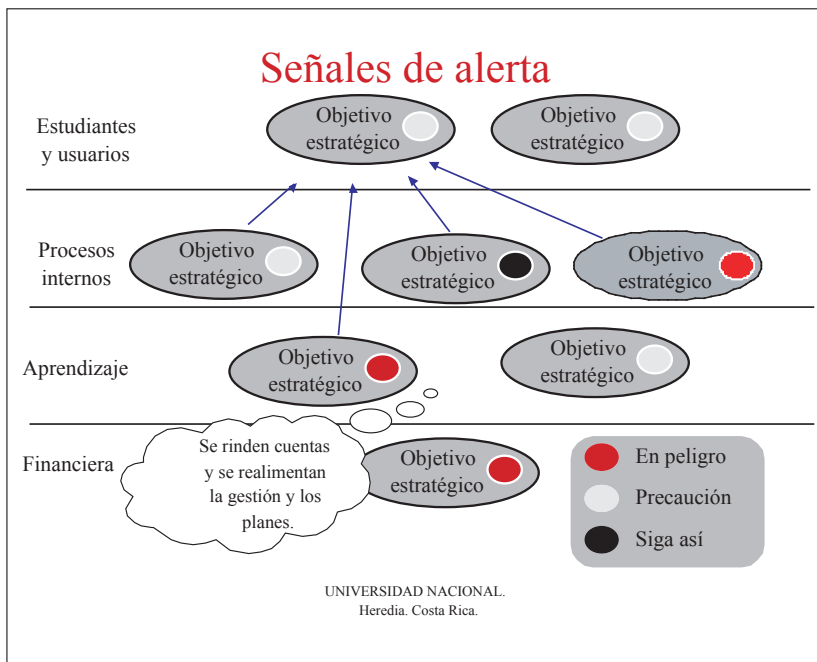 Señales de alerta
Estudiantes
y usuarios
Objetivo
estratégico
Objetivo
estratégico
Procesos
internos
Objetivo
estratégico
Objetivo
estratégico
Objetivo
estratégico
Aprendizaje
Objetivo
estratégico
Objetivo
estratégico
Financiera
Se rinden cuentas
y se realimentan
la gestión y los
planes.
Objetivo
estratégico
En peligro
Precaución
Siga así
UNIVERSIDAD NACIONAL.
Heredia. Costa Rica.